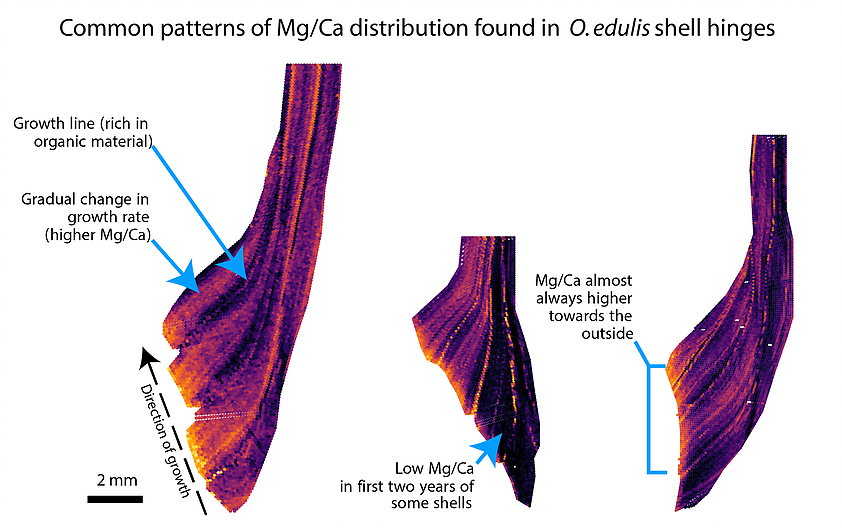 Common patterns of Mg/Ca distribution found in O. edulis shell hinges
Growth line (rich in
organic material)
Gradual change in
growth rate
(higher Mg/Ca)
Direction of growth
2 mm
Low Mg/Ca
in first two years of
some shells
Mg/Ca almost
always higher
towards the
outside